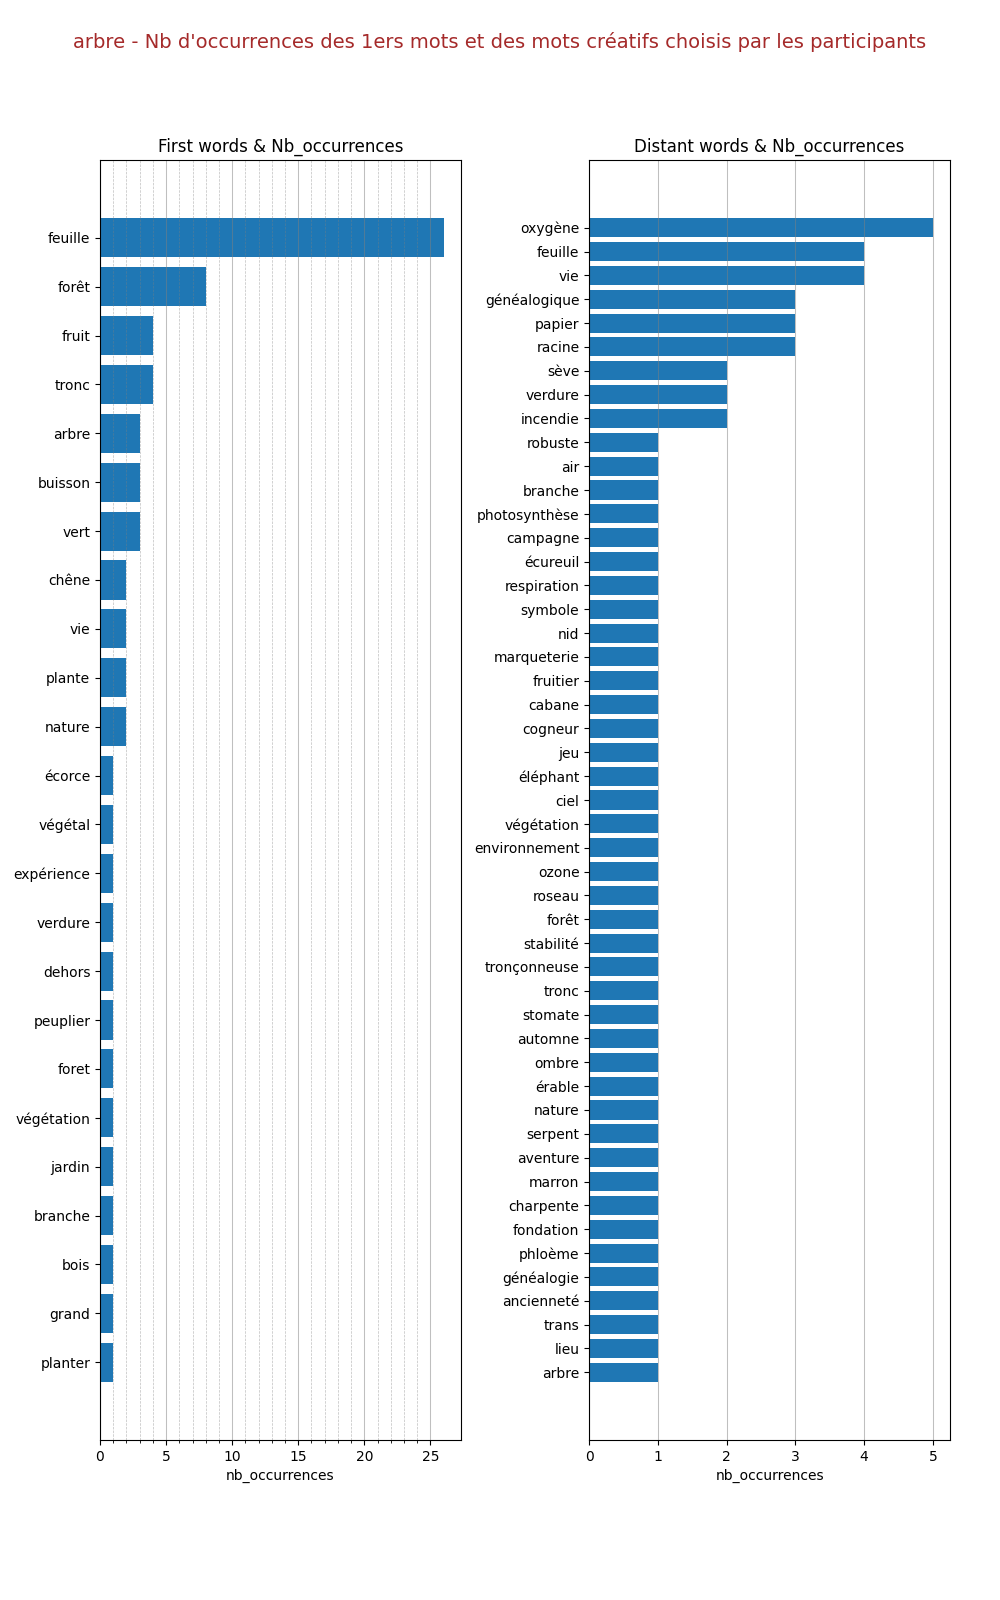 arbre - Nb d'occurrences des 1ers mots et des mots créatifs choisis par les participants
First words & Nb_occurrences
feuille
forêt
fruit
tronc
arbre
buisson
vert
chêne
vie
plante
nature
écorce
végétal
expérience
verdure
dehors
peuplier
foret
végétation
jardin
branche
bois
grand
planter
0 5 10 15 20 25
nb_occurrences
Distant words & Nb_occurrences
oxygène
feuille
vie
généalogique
papier
racine
sève
verdure
incendie
robuste
air
branche
photosynthèse
campagne
écureuil
respiration
symbole
nid
marqueterie
fruitier
cabane
cogneur
jeu
éléphant
ciel
végétation
environnement
ozone
roseau
forêt
stabilité
tronçonneuse
tronc
stomate
automne
ombre
érable
nature
serpent
aventure
marron
charpente
fondation
phloème
généalogie
ancienneté
trans
lieu
arbre
0 1 2 3 4 5
nb_occurrences